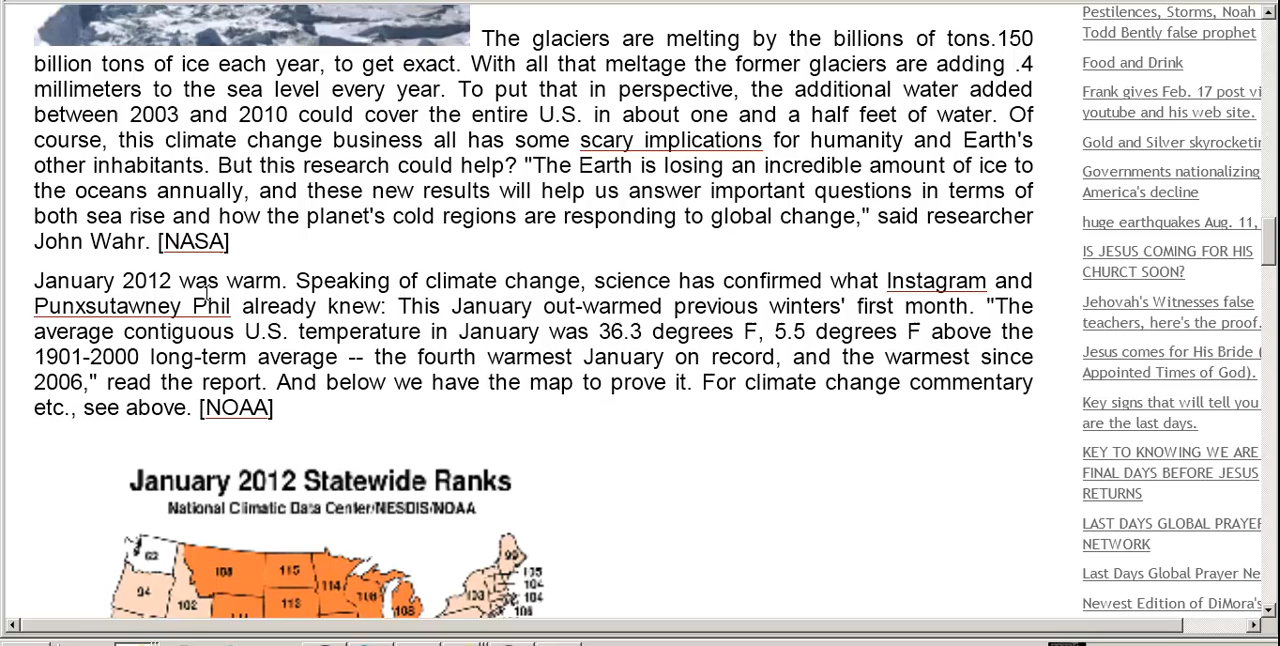 The glaciers are melting by the billions of tons.150
billion tons of ice each year, to get exact. With all that meltage the former glaciers are adding .4
millimeters to the sea level every year. To put that in perspective, the additional water added
between 2003 and 2010 could cover the entire U.S. in about one and a half feet of water. Of
course, this climate change business all has some scary implications for humanity and Earth's
other inhabitants. But this research could help? "The Earth is losing an incredible amount of ice to
the oceans annually, and these new results will help us answer important questions in terms of
both sea rise and how the planet's cold regions are responding to global change," said researcher
John Wahr. [NASA]
January 2012 was warm. Speaking of climate change, science has confirmed what Instagram and
Punxsutawney Phil already knew: This January out-warmed previous winters' first month. "The
average contiguous U.S. temperature in January was 36.3 degrees F, 5.5 degrees F above the
1901-2000 long-term average -- the fourth warmest January on record, and the warmest since
2006," read the report. And below we have the map to prove it. For climate change commentary
etc., see above. [NOAA]
January 2012 Statewide Ranks
National Climatic Data Center/NESDIS/NOAA
62
108
115
114
94
102
113
108
99
104
104
Pestilences, Storms, Noah
Todd Bently false prophet
Food and Drink
Frank gives Feb. 17 post vi
youtube and his web site.
Gold and Silver skyrocketin
Governments nationalizing
America's decline
huge earthquakes Aug. 11,
IS JESUS COMING FOR HIS
CHURCT SOON?
Jehovah's Witnesses false
teachers, here's the proof.
Jesus comes for His Bride (
Appointed Times of God).
Key signs that will tell you
are the last days.
KEY TO KNOWING WE ARE
FINAL DAYS BEFORE JESUS
RETURNS
LAST DAYS GLOBAL PRAYER
NETWORK
Last Days Global Prayer Ne
Newest Edition of DiMora's